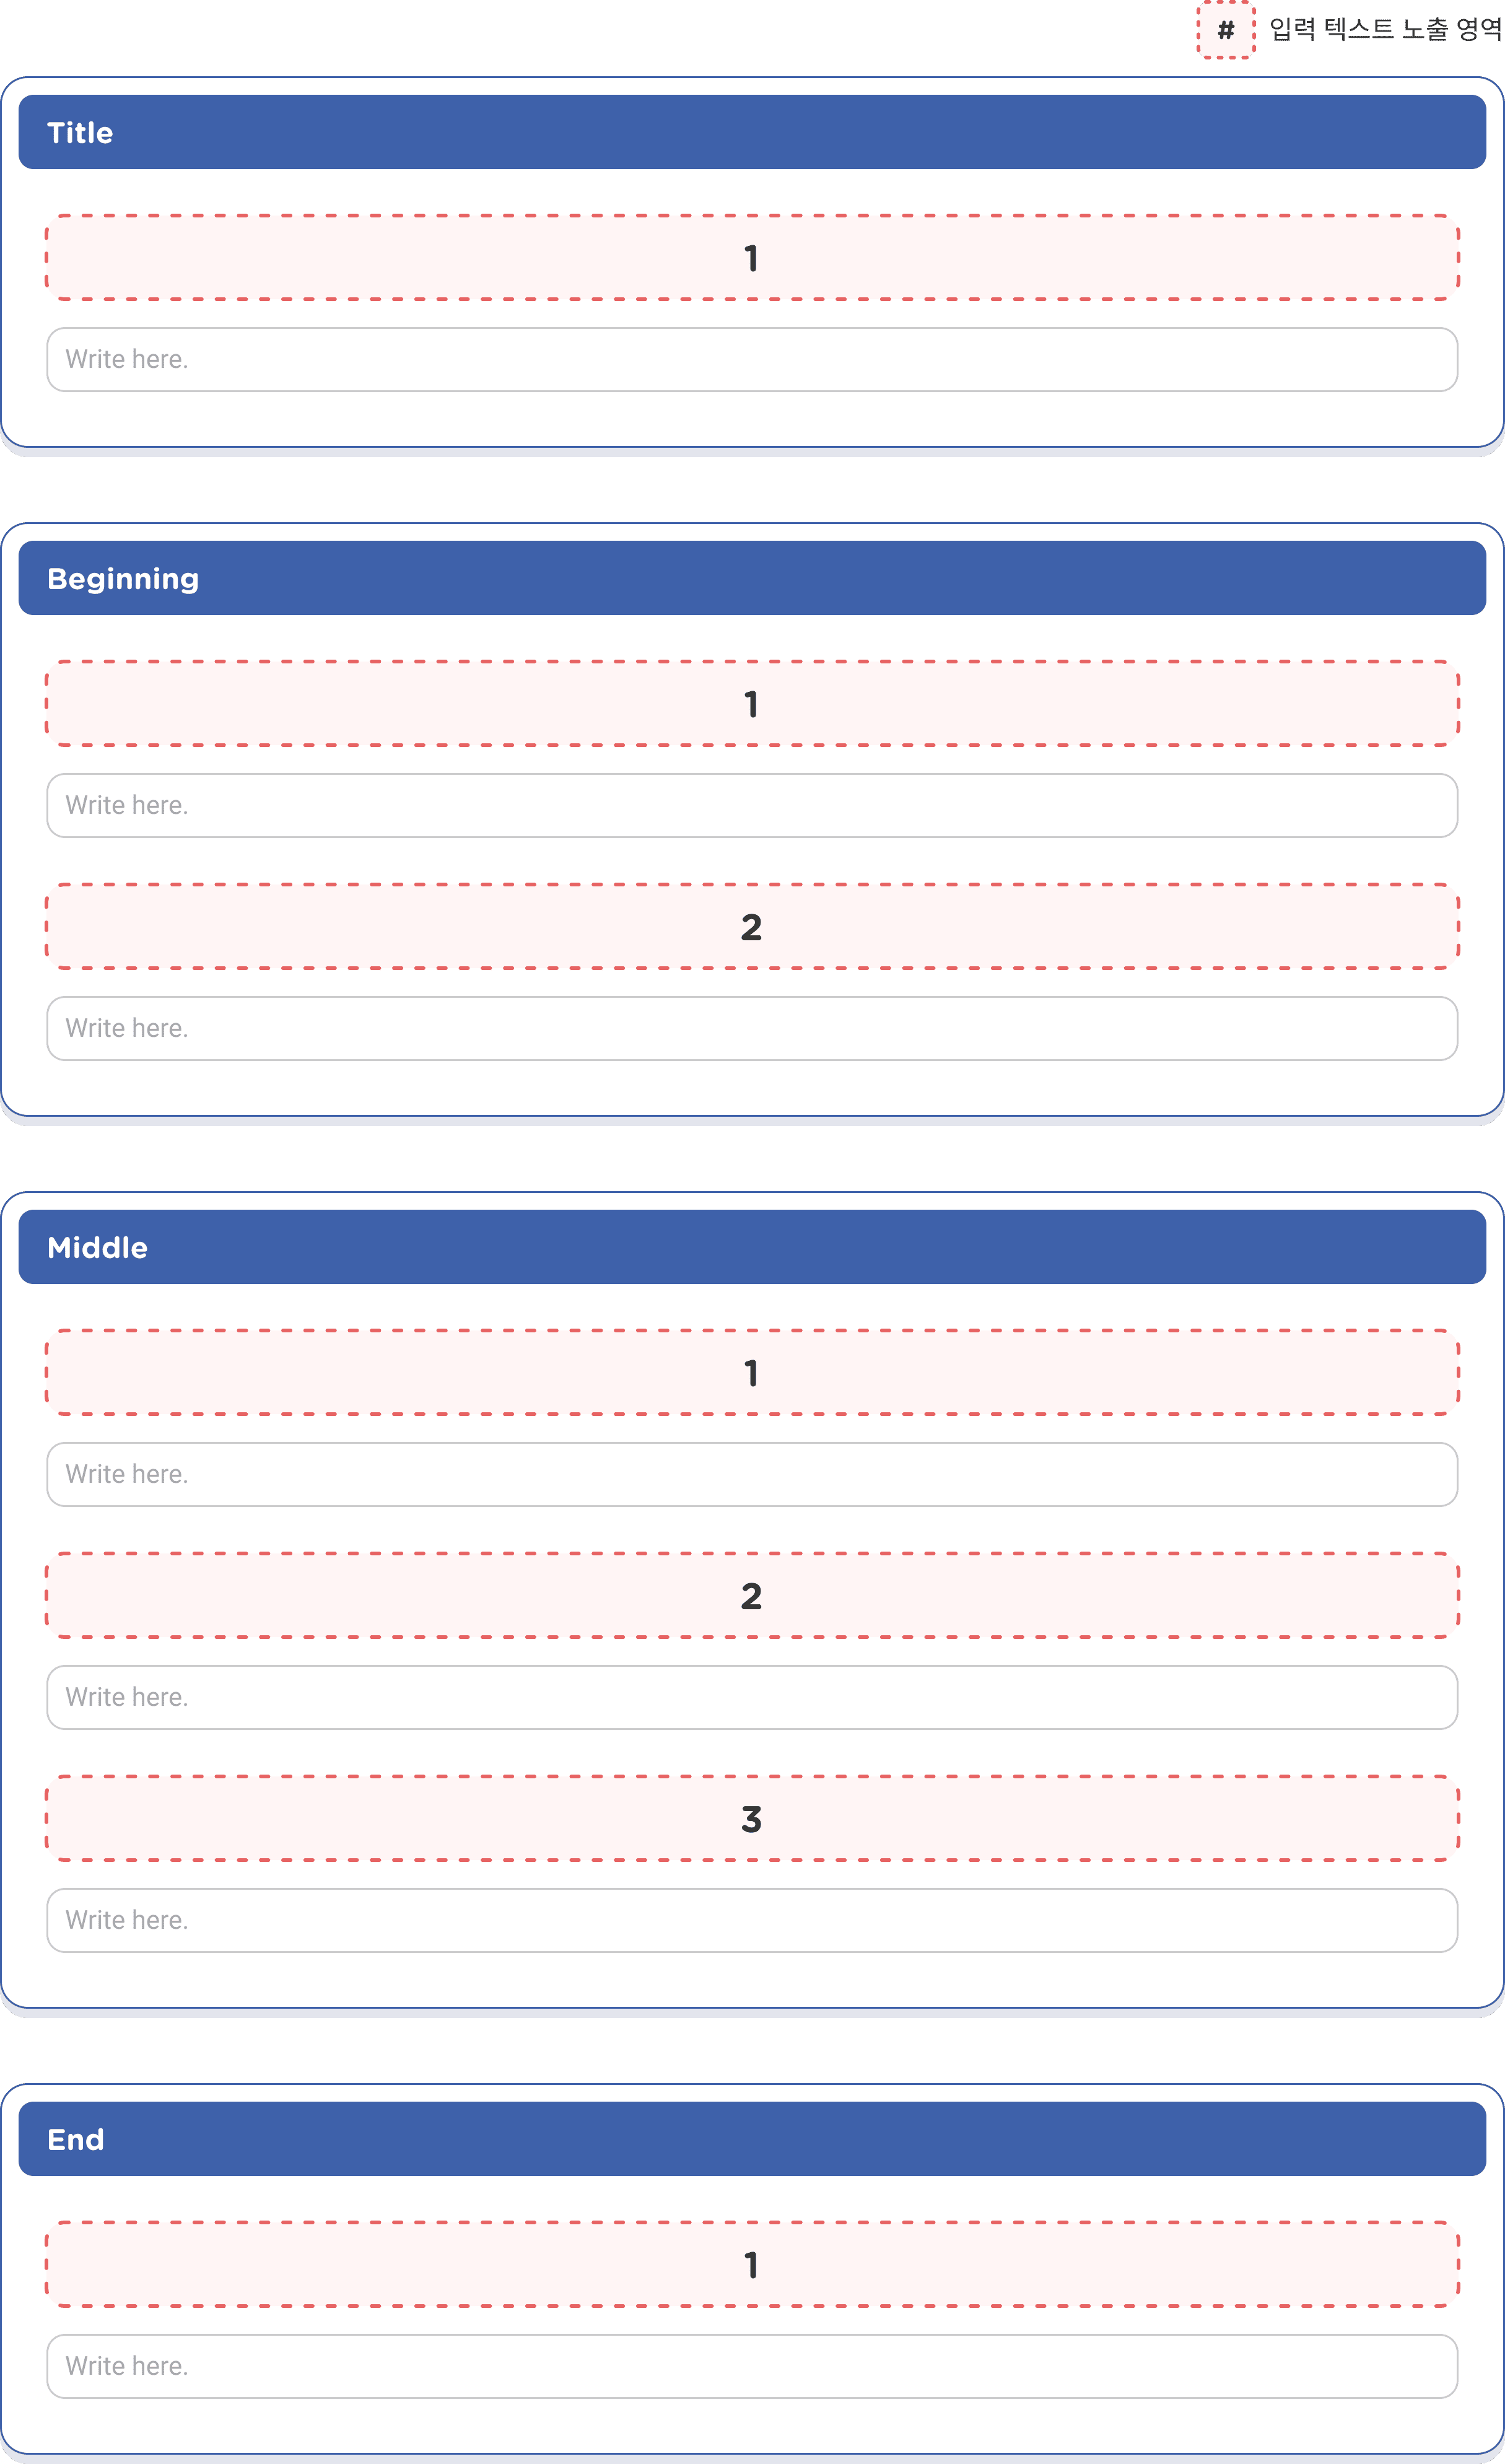 # 입력 텍스트 노출 영역
Title
1
Write here.
Beginning
1
Write here.
2
Write here.
Middle
1
Write here.
2
Write here.
3
Write here.
End
1
Write here.